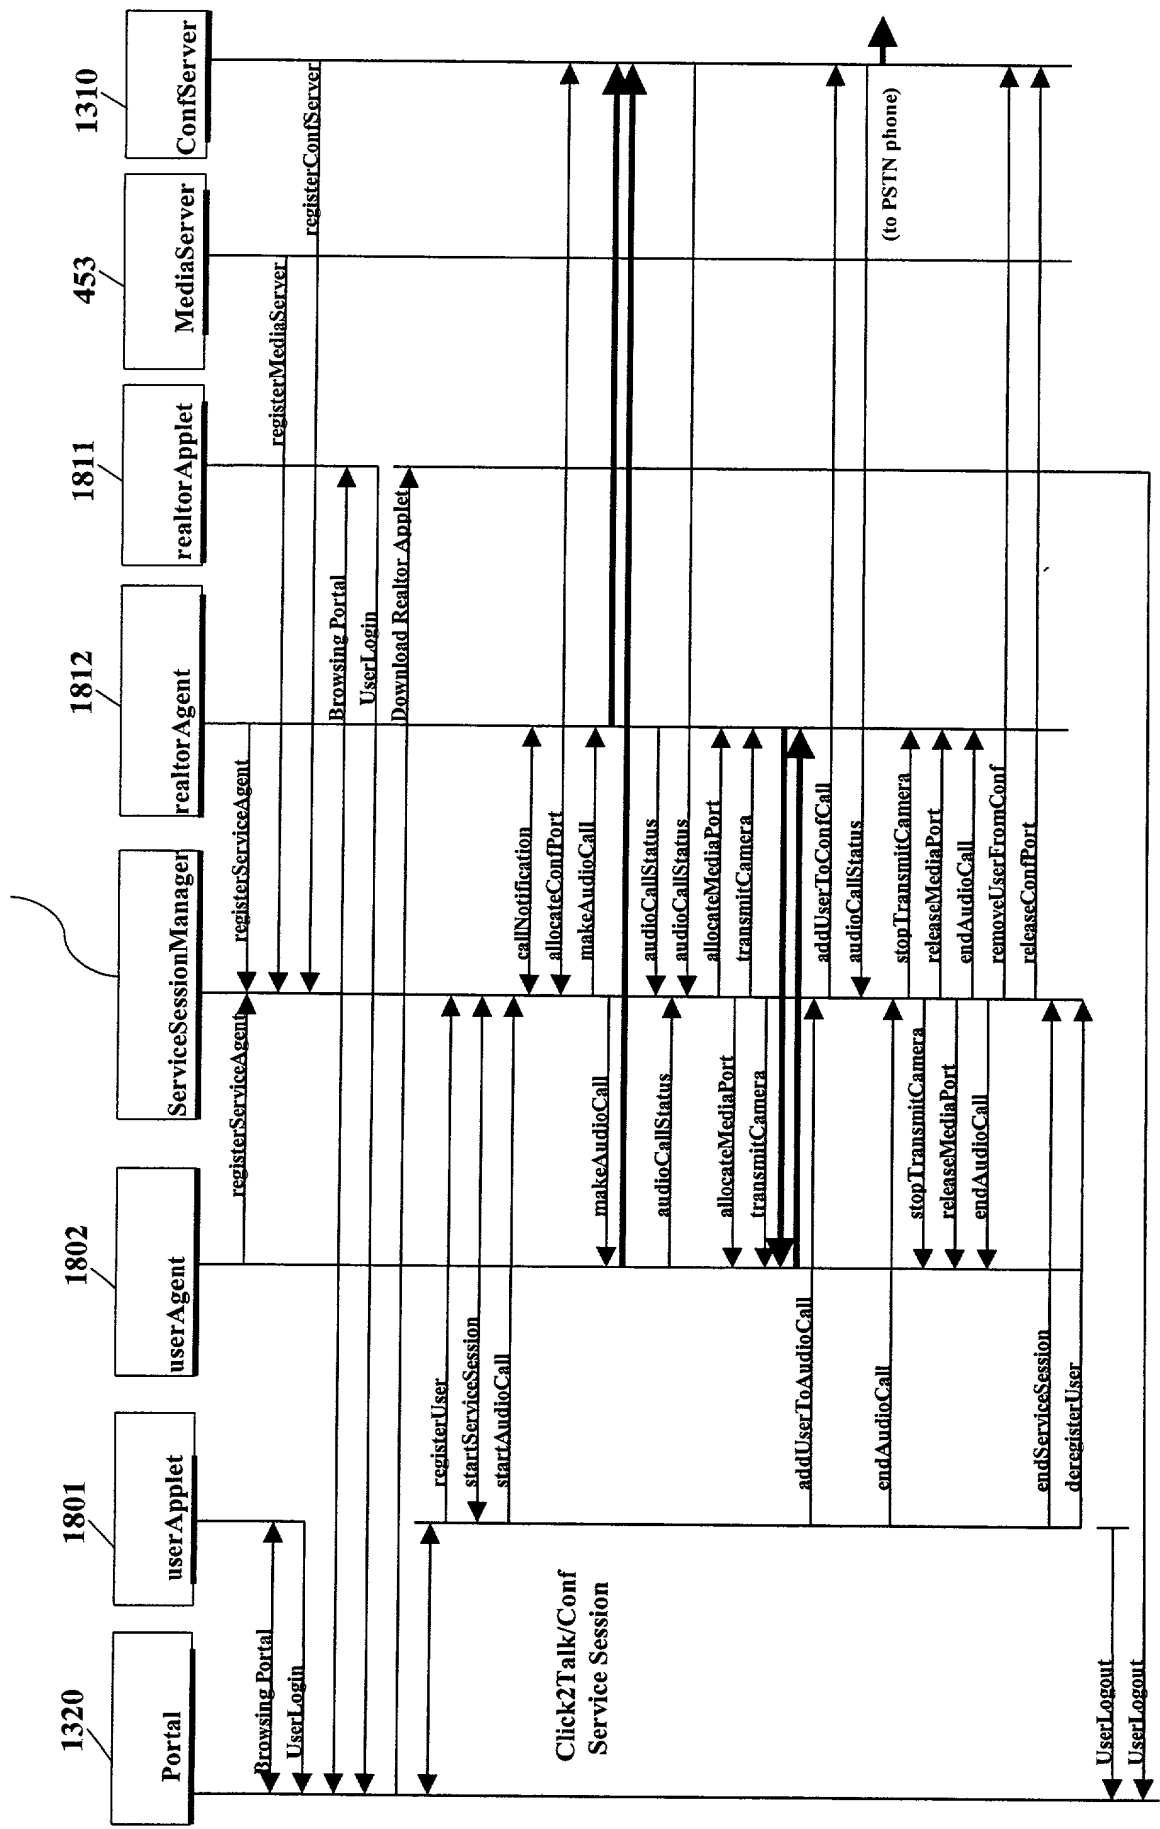 1320
Portal
1801
userApplet
1802
userAgent
ServiceSessionManager
1812
realtorAgent
1811
realtorApplet
453
MediaServer
1310
ConfServer
registerServiceAgent
registerServiceAgent
Browsing Portal
registerMediaServer
UserLogin
registerConfServer
Browsing Portal
UserLogin
Download Realtor Applet
registerUser
startServiceSession
startAudioCall
callNotification
allocateConfPort
makeAudioCall
makeAudioCall
audioCallStatus
audioCallStatus
audioCallStatus
allocateMediaPort
allocateMediaPort
transmitCamera
transmitCamera
addUserToAudioCall
addUserToConfCall
audioCallStatus
(to PSTN phone)
endAudioCall
stopTransmitCamera
stopTransmitCamera
releaseMediaPort
releaseMediaPort
endAudioCall
endAudioCall
removeUserFromConf
releaseConfPort
endServiceSession
deregisterUser
Click2Talk/Conf
Service Session
UserLogout
UserLogout